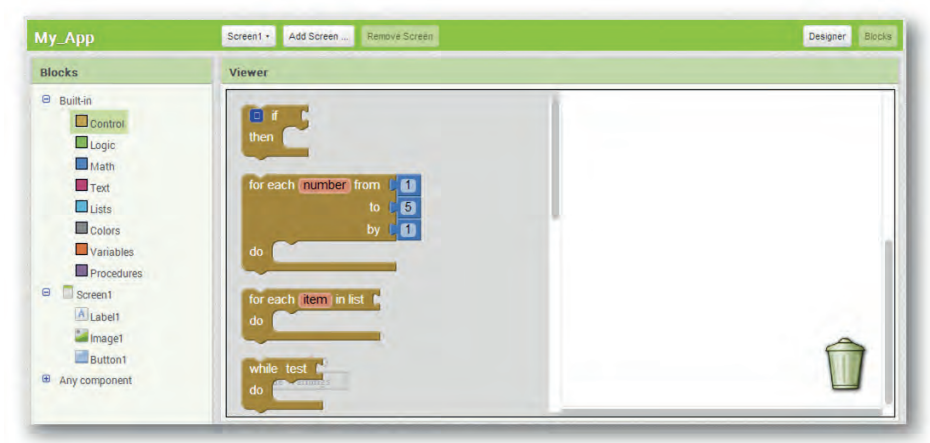 My_App
Screen1
Add Screen ...
Remove Screen
Designer
Blocks
Blocks
Viewer
Built-in
Control
Logic
Math
Text
Lists
Colors
Variables
Procedures
Screen1
Label1
Image1
Button1
Any component
if
then
for each number from 1
to 5
by 1
do
for each item in list
do
while test
do